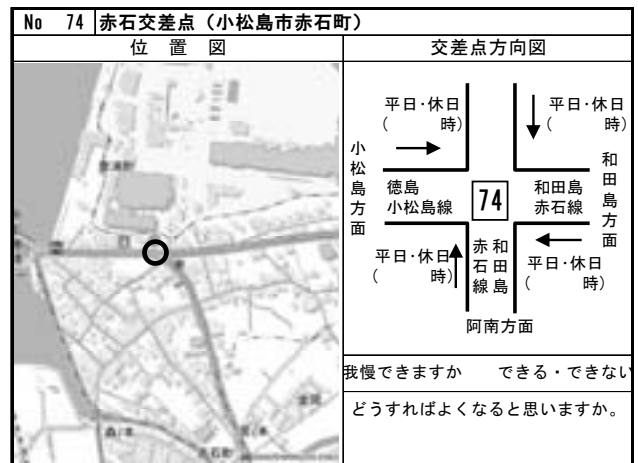 No 74 赤石交差点（小松島市赤石町）
位 置 図
交差点方向図
平日・休日
( 時)
平日・休日
( 時)
小松島方面
和田島方面
徳島
小松島線
74
和田島
赤石線
平日・休日
( 時)
和田島
赤石線
平日・休日
( 時)
阿南方面
我慢できますか できる・できない
どうすればよくなると思いますか。